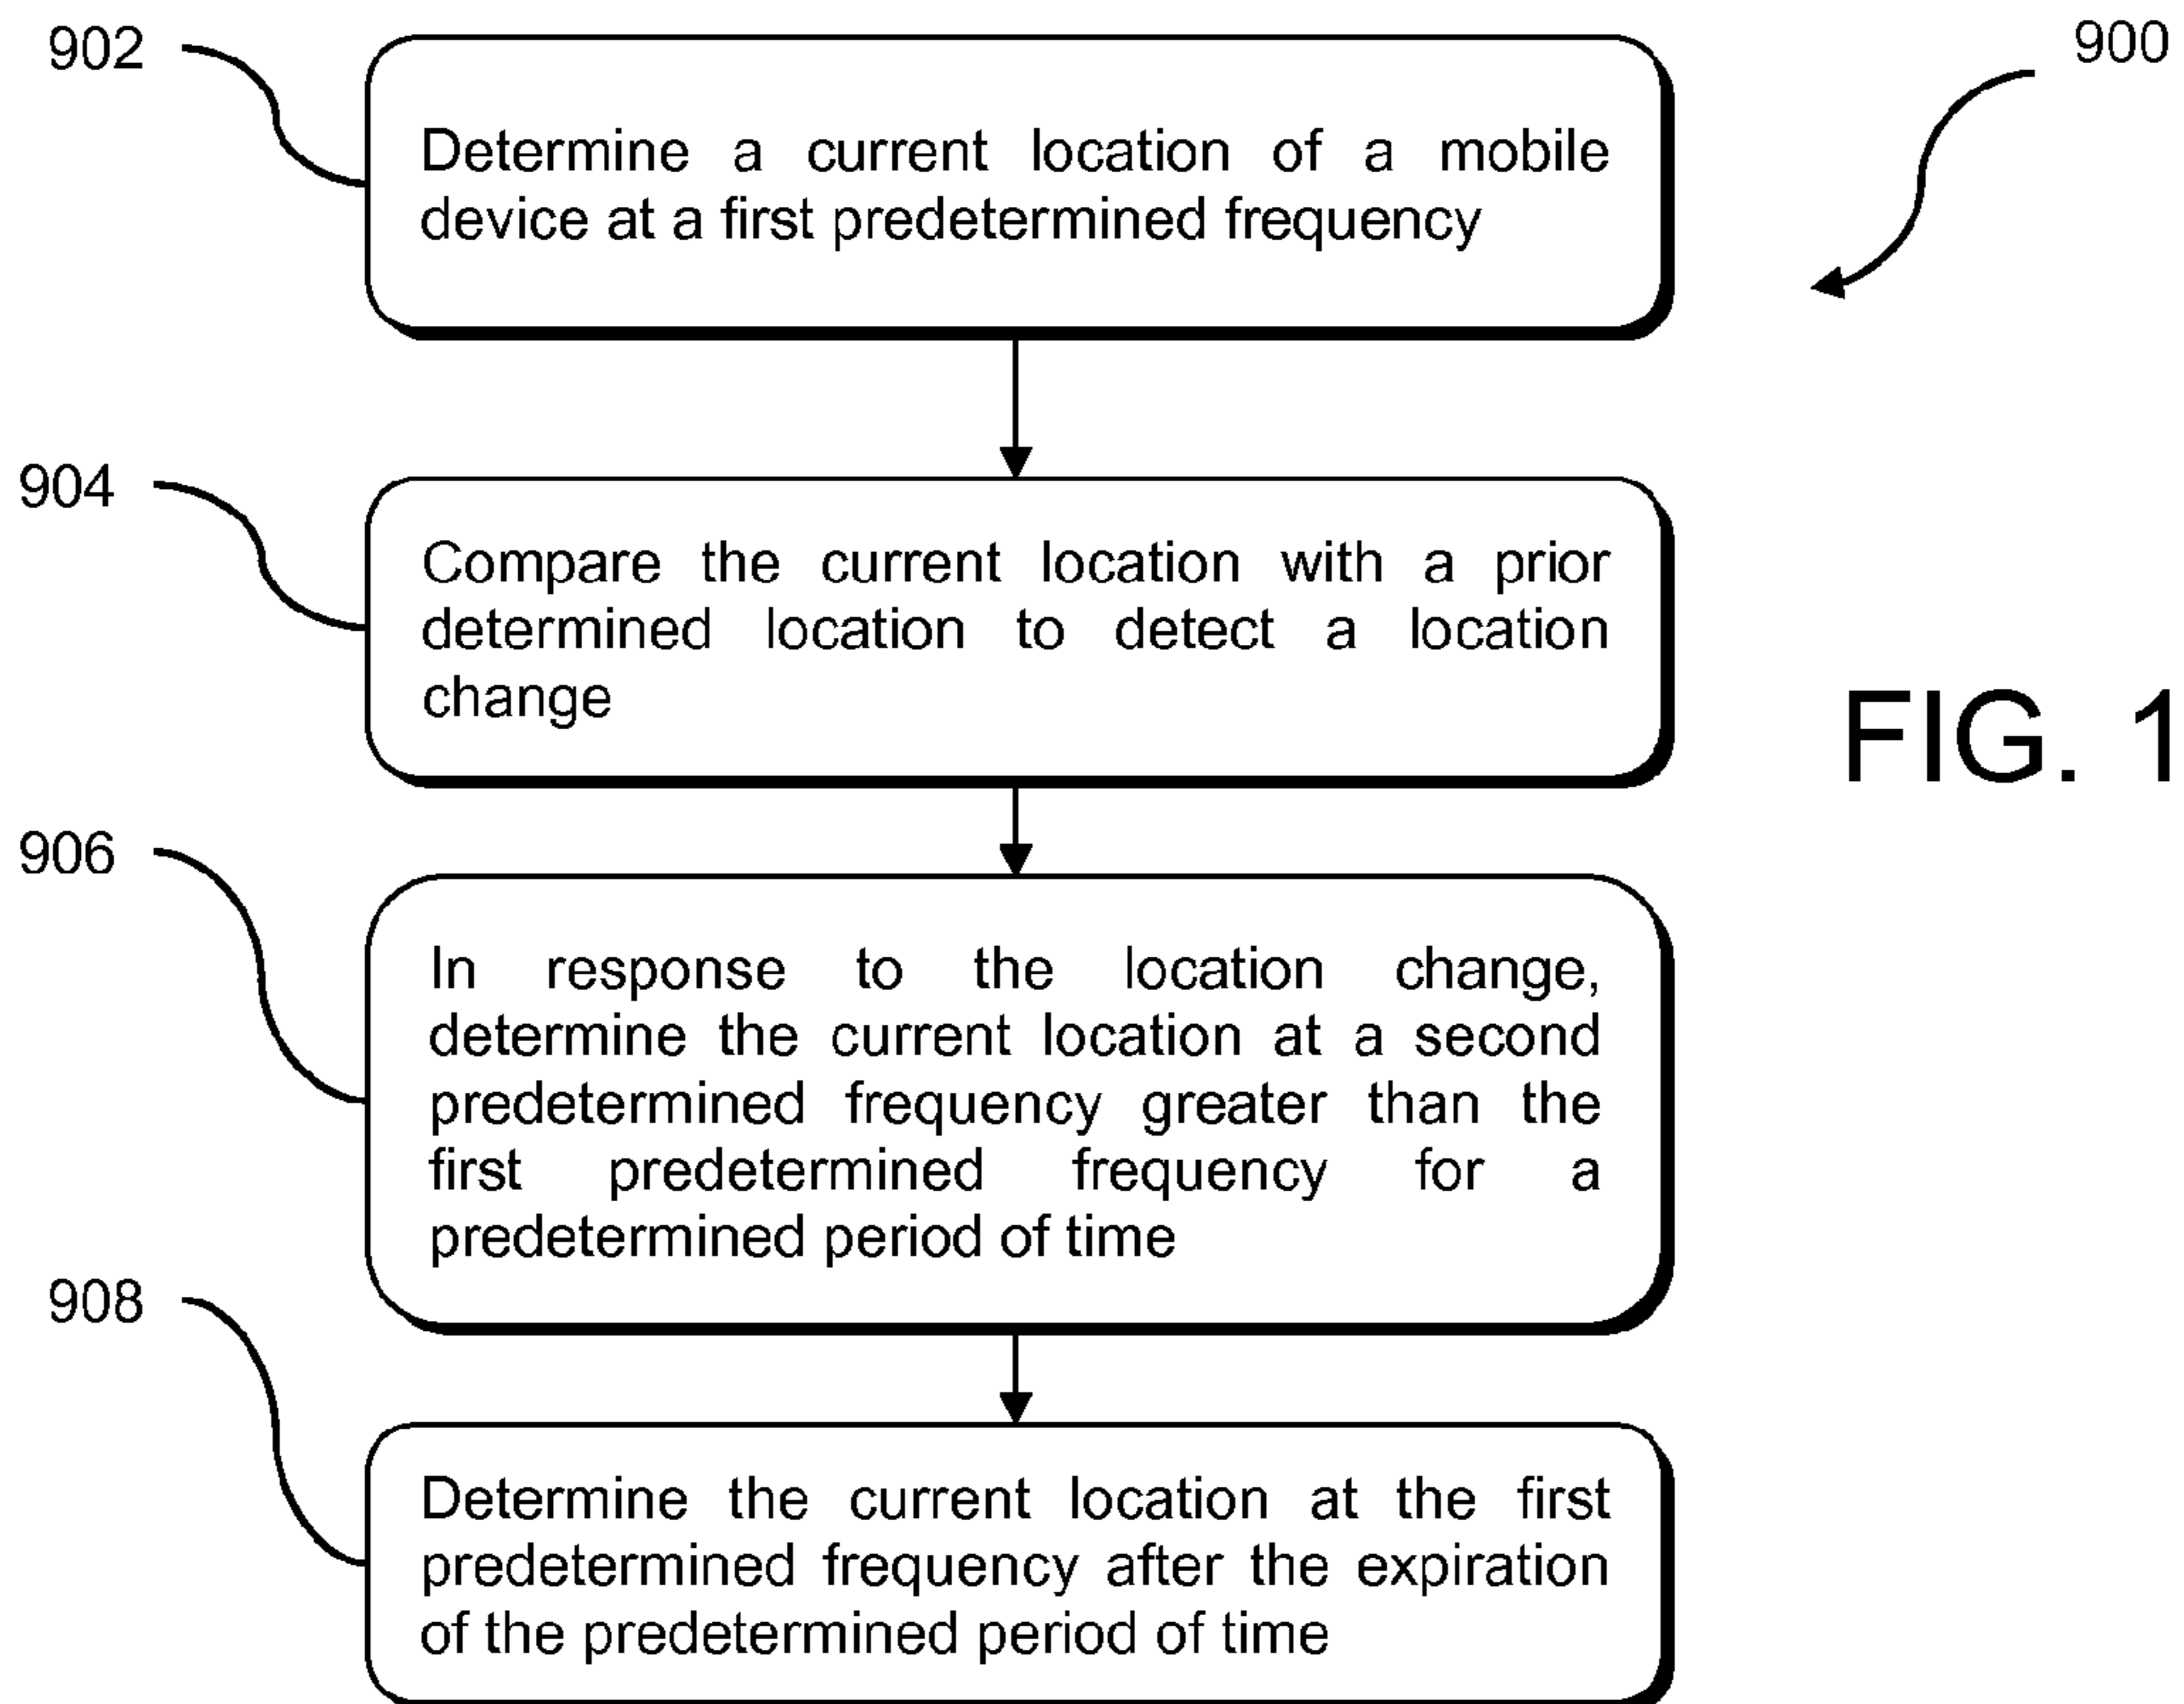 902
900
Determine a current location of a mobile
device at a first predetermined frequency
904
Compare the current location with a prior
determined location to detect a location
change
FIG. 1
906
In response to the location change,
determine the current location at a second
predetermined frequency greater than the
first predetermined frequency for a
predetermined period of time
908
Determine the current location at the first
predetermined frequency after the expiration
of the predetermined period of time